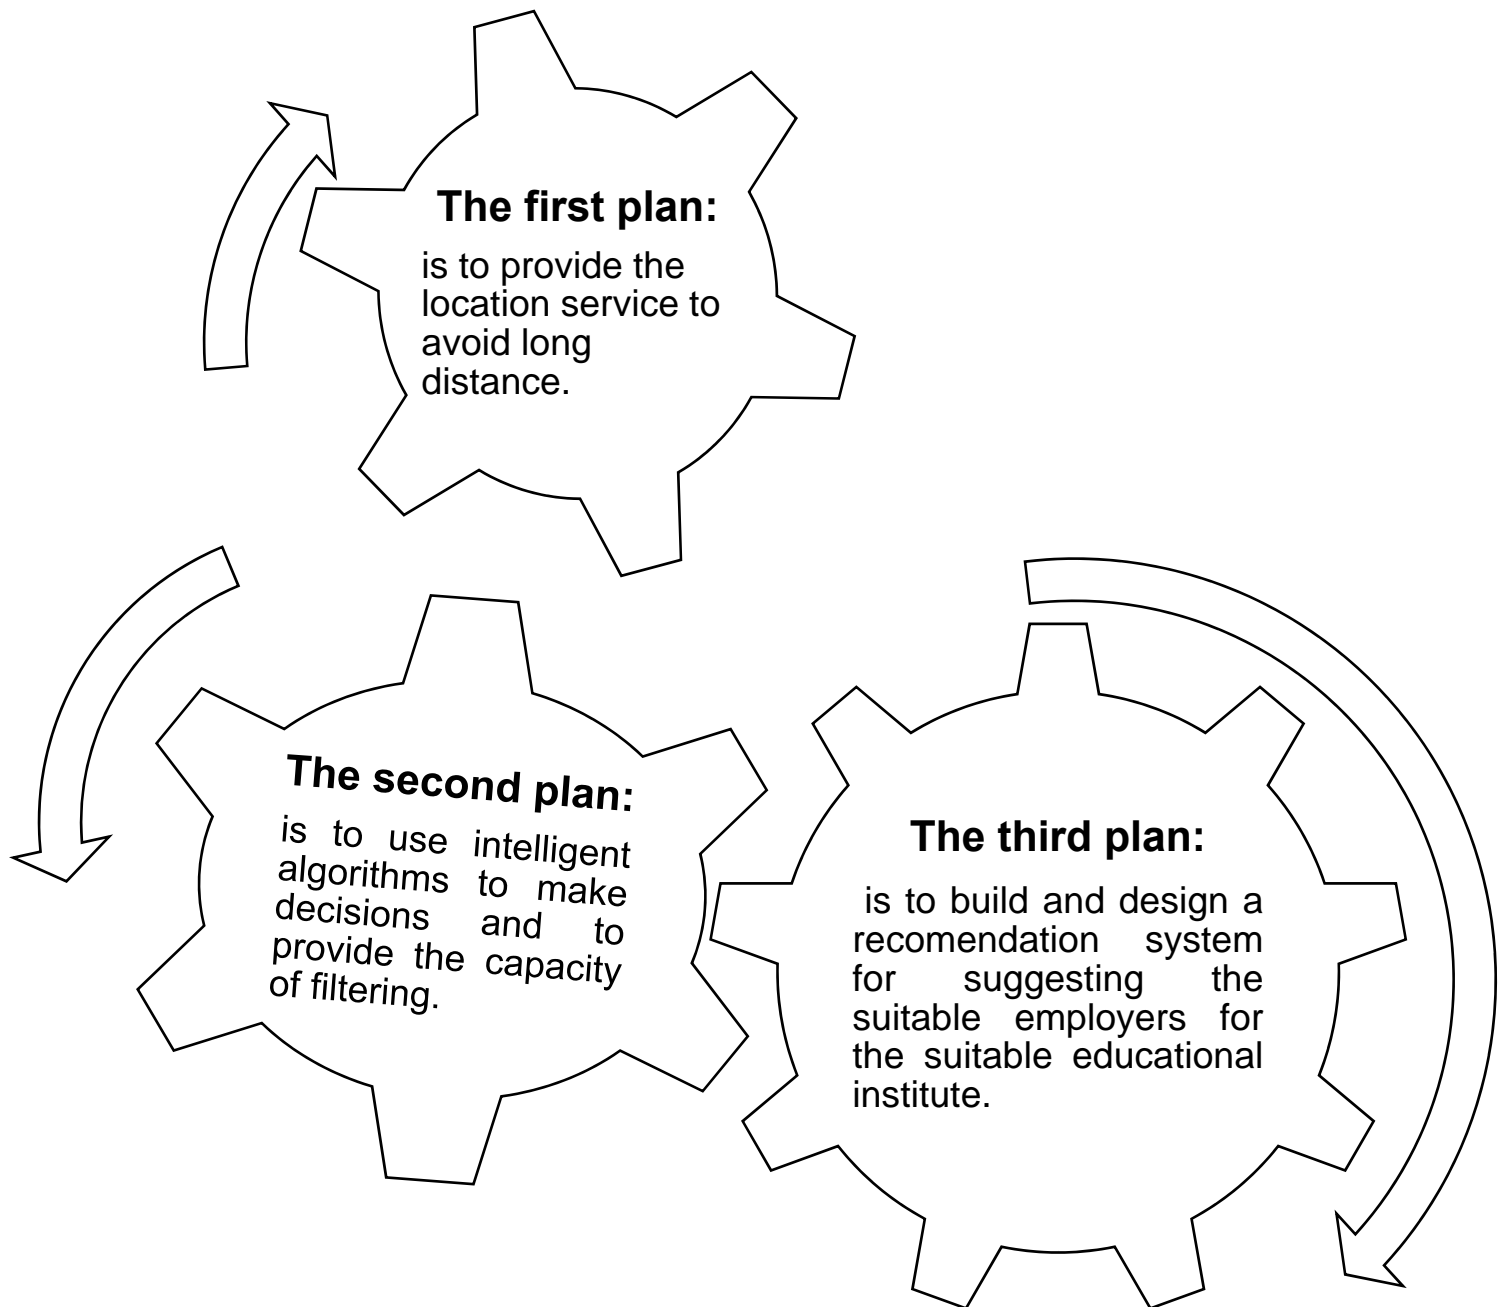 The first plan:
is to provide the
location service to
avoid long
distance.
The second plan:
is to use intelligent
algorithms to make
decisions and to
provide the capacity
of filtering.
The third plan:
is to build and design a
recomendation system
for suggesting the
suitable employers for
the suitable educational
institute.